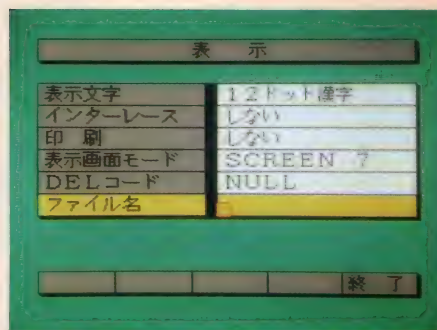 表 示
表示文字 12ドット漢字
インターレース しない
印 刷 しない
表示画面モード SCREEN 7
DELコード NULL
ファイル名
終 了